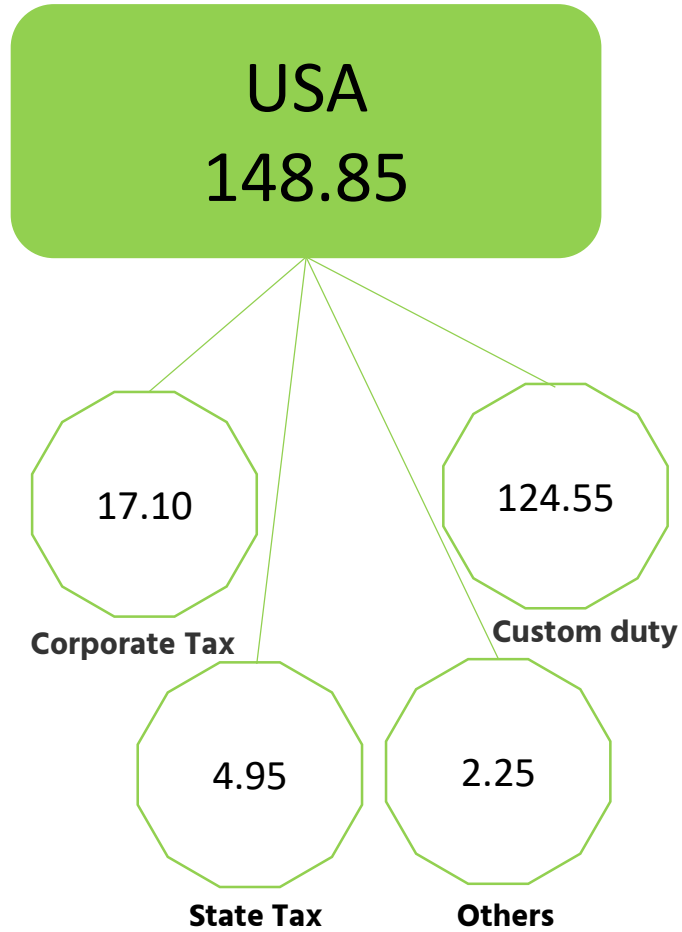 USA
148.85
17.10
Corporate Tax
124.55
Custom duty
4.95
State Tax
2.25
Others